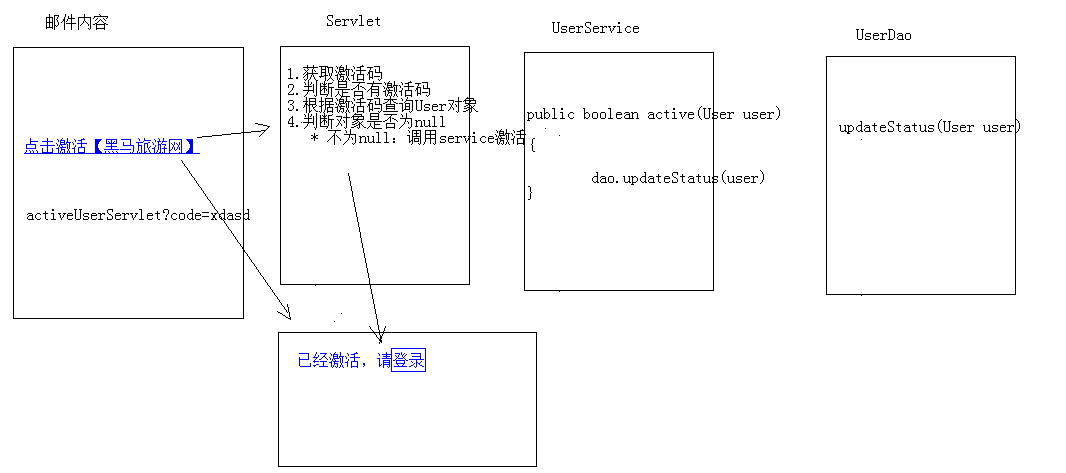 邮件内容
点击激活【黑马旅游网】
activeUserServlet?code=xdasd
Servlet
1.获取激活码
2.判断是否有激活码
3.根据激活码查询User对象
4.判断对象是否为null
* 不为null：调用service激活
UserService
public boolean active(User user)
{
dao.updateStatus(user)
}
UserDao
updateStatus(User user)
已经激活，请登录